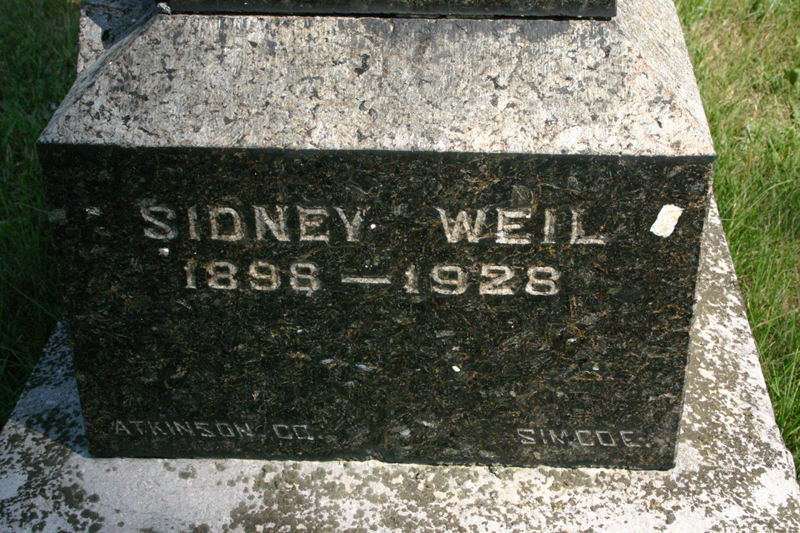 SIDNEY WEIL
1898 — 1928
ATKINSON CO. SIMCOE